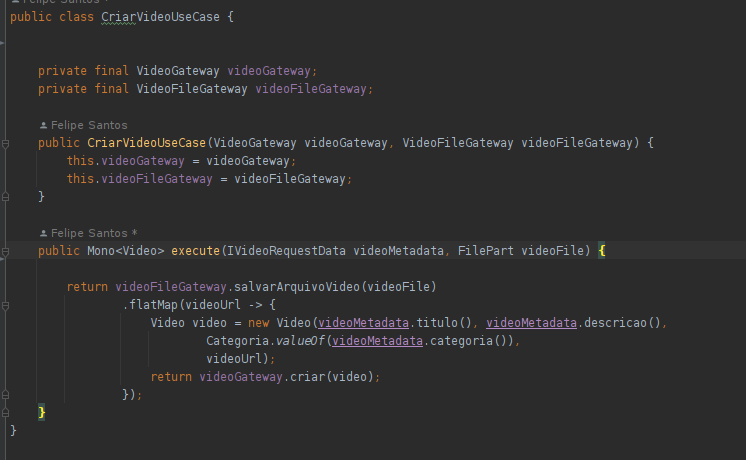 Felipe Santos *
public class CriarVideoUseCase {
private final VideoGateway videoGateway;
private final VideoFileGateway videoFileGateway;
Felipe Santos
public CriarVideoUseCase(VideoGateway videoGateway, VideoFileGateway videoFileGateway) {
this.videoGateway = videoGateway;
this.videoFileGateway = videoFileGateway;
}
Felipe Santos *
public Mono<Video> execute(IVideoRequestData videoMetadata, FilePart videoFile) {
return videoFileGateway.salvarArquivoVideo(videoFile)
.flatMap(videoUrl -> {
Video video = new Video(videoMetadata.titulo(), videoMetadata.descricao(),
Categoria.valueOf(videoMetadata.categoria()),
videoUrl);
return videoGateway.criar(video);
});
}
}